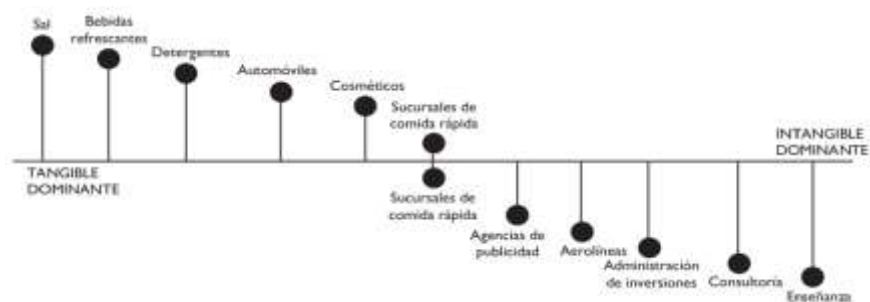 Sal
Bebidas
refrescantes
Detergentes
Automóviles
Cosméticos
Sucursales de
comida rápida
INTANGIBLE
DOMINANTE
TANGIBLE
DOMINANTE
Sucursales de
comida rápida
Agencias de
publicidad
Aerolíneas
Administración
de inversiones
Consultoría
Enseñanza